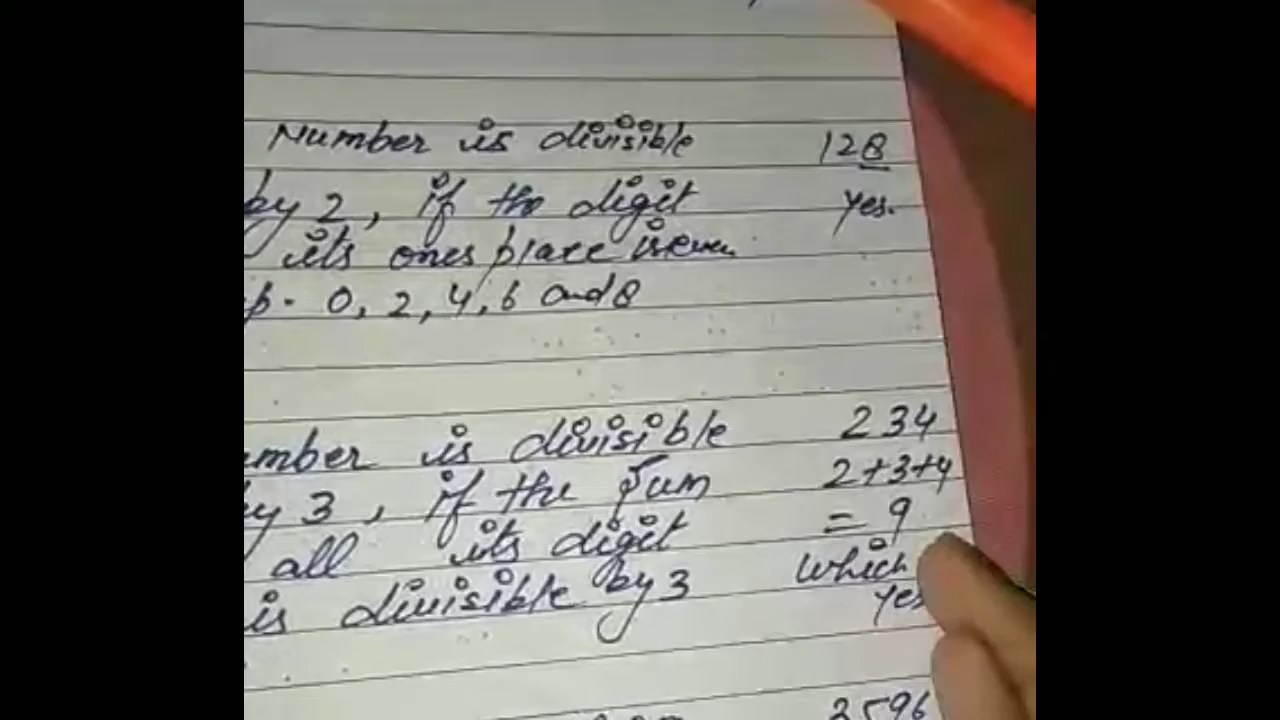 Number is divisible 128
by 2, if the digit yes.
its ones place is even
0, 2, 4, 6 and 8
mber is divisible 234
y 3, if the Sum 2+3+4
all its digit = 9
is divisible by 3 which
yes
2596